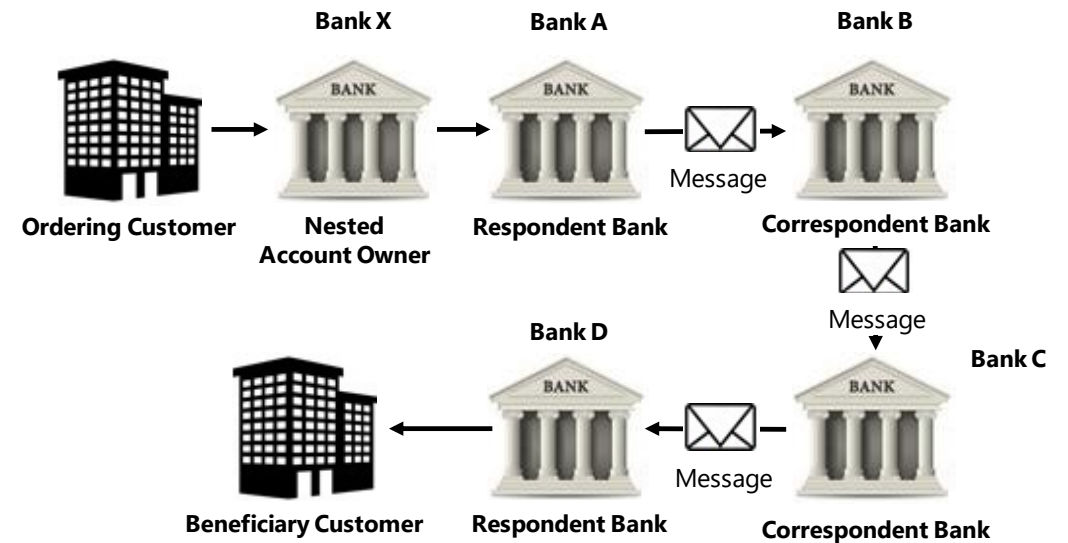 Bank X
Bank A
Bank B
BANK
BANK
BANK
Message
Ordering Customer
Nested
Account Owner
Respondent Bank
Correspondent Bank
Message
Bank D
Bank C
BANK
BANK
Message
Beneficiary Customer
Respondent Bank
Correspondent Bank